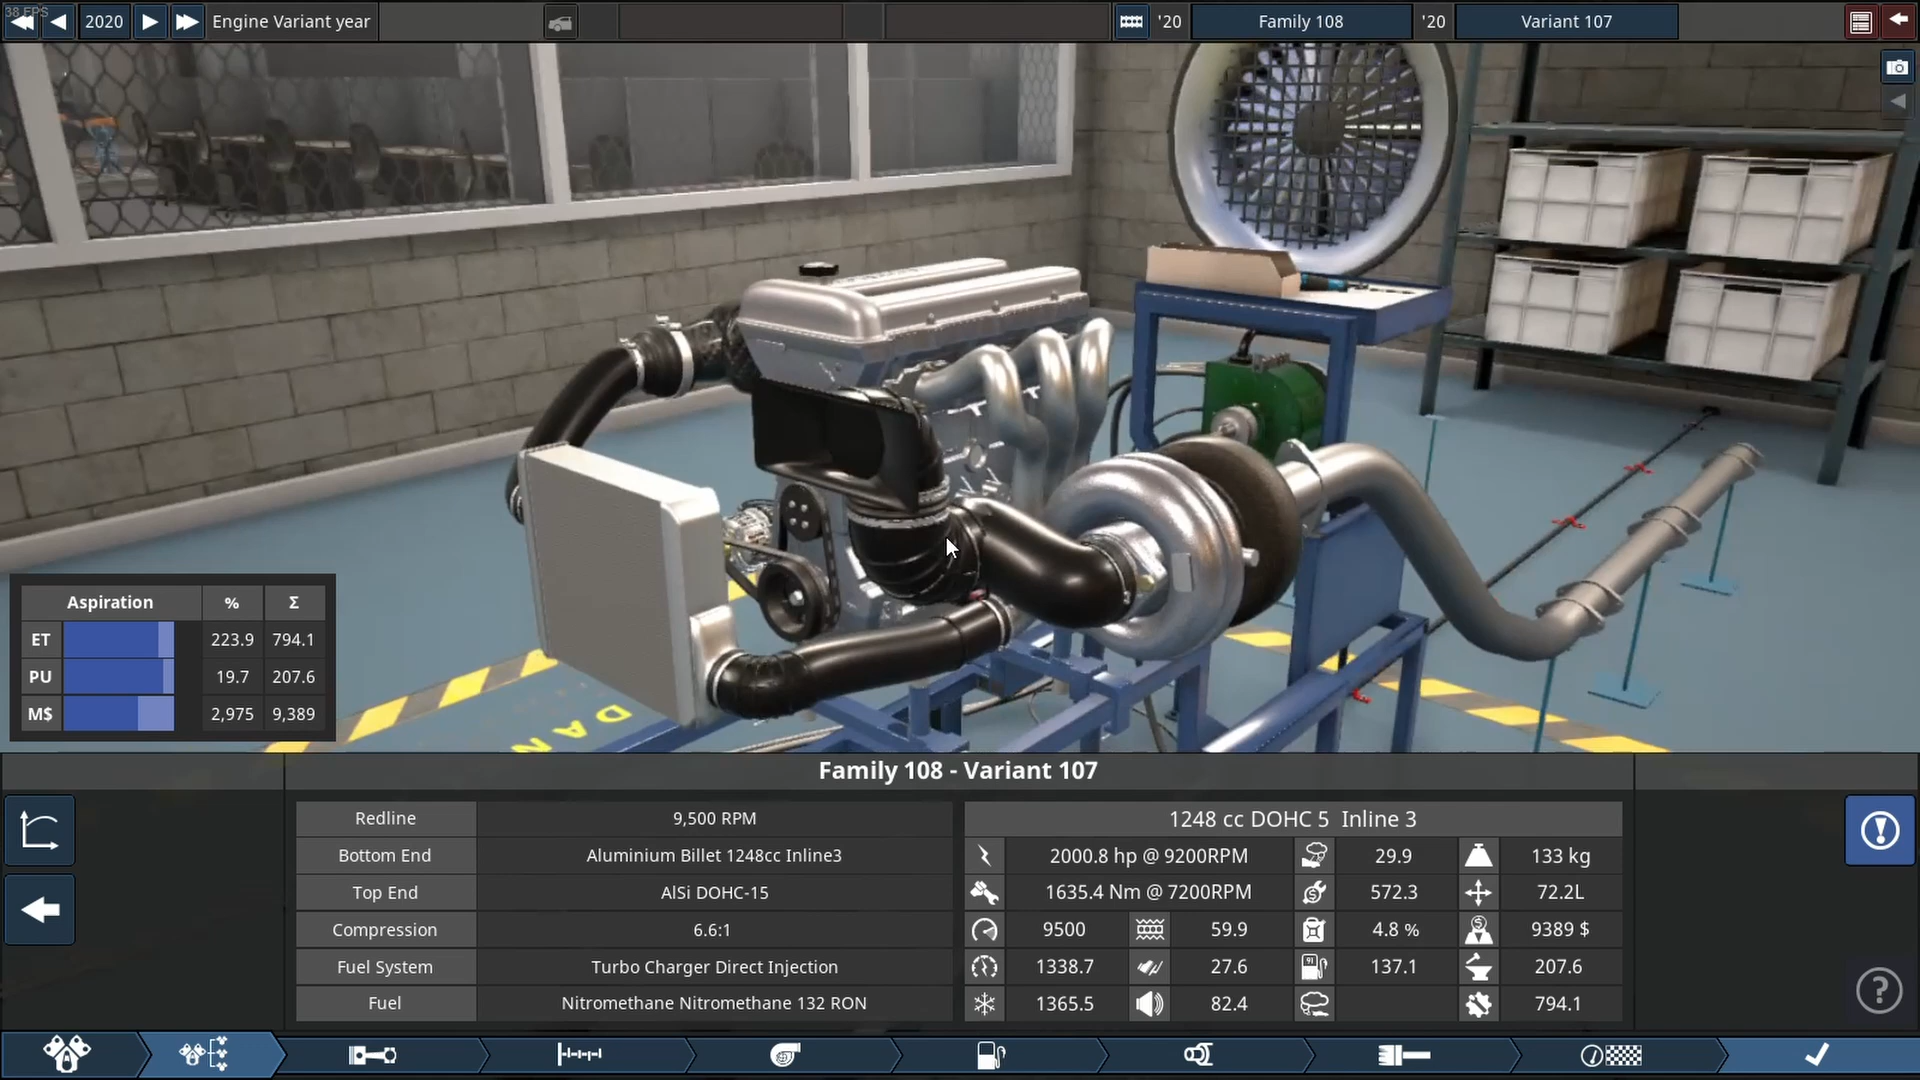 38 FPS
2020 Engine Variant year '20 Family 108 '20 Variant 107
Aspiration % Σ
ET 223.9 794.1
PU 19.7 207.6
M$ 2,975 9,389
DAN
Family 108 - Variant 107
Redline 9,500 RPM
Bottom End Aluminium Billet 1248cc Inline3
Top End AlSi DOHC-15
Compression 6.6:1
Fuel System Turbo Charger Direct Injection
Fuel Nitromethane Nitromethane 132 RON
1248 cc DOHC 5 Inline 3
2000.8 hp @ 9200RPM 29.9 133 kg
1635.4 Nm @ 7200RPM 572.3 72.2L
9500 59.9 4.8 % 9389 $
1338.7 27.6 91 137.1 207.6
1365.5 82.4 794.1
?